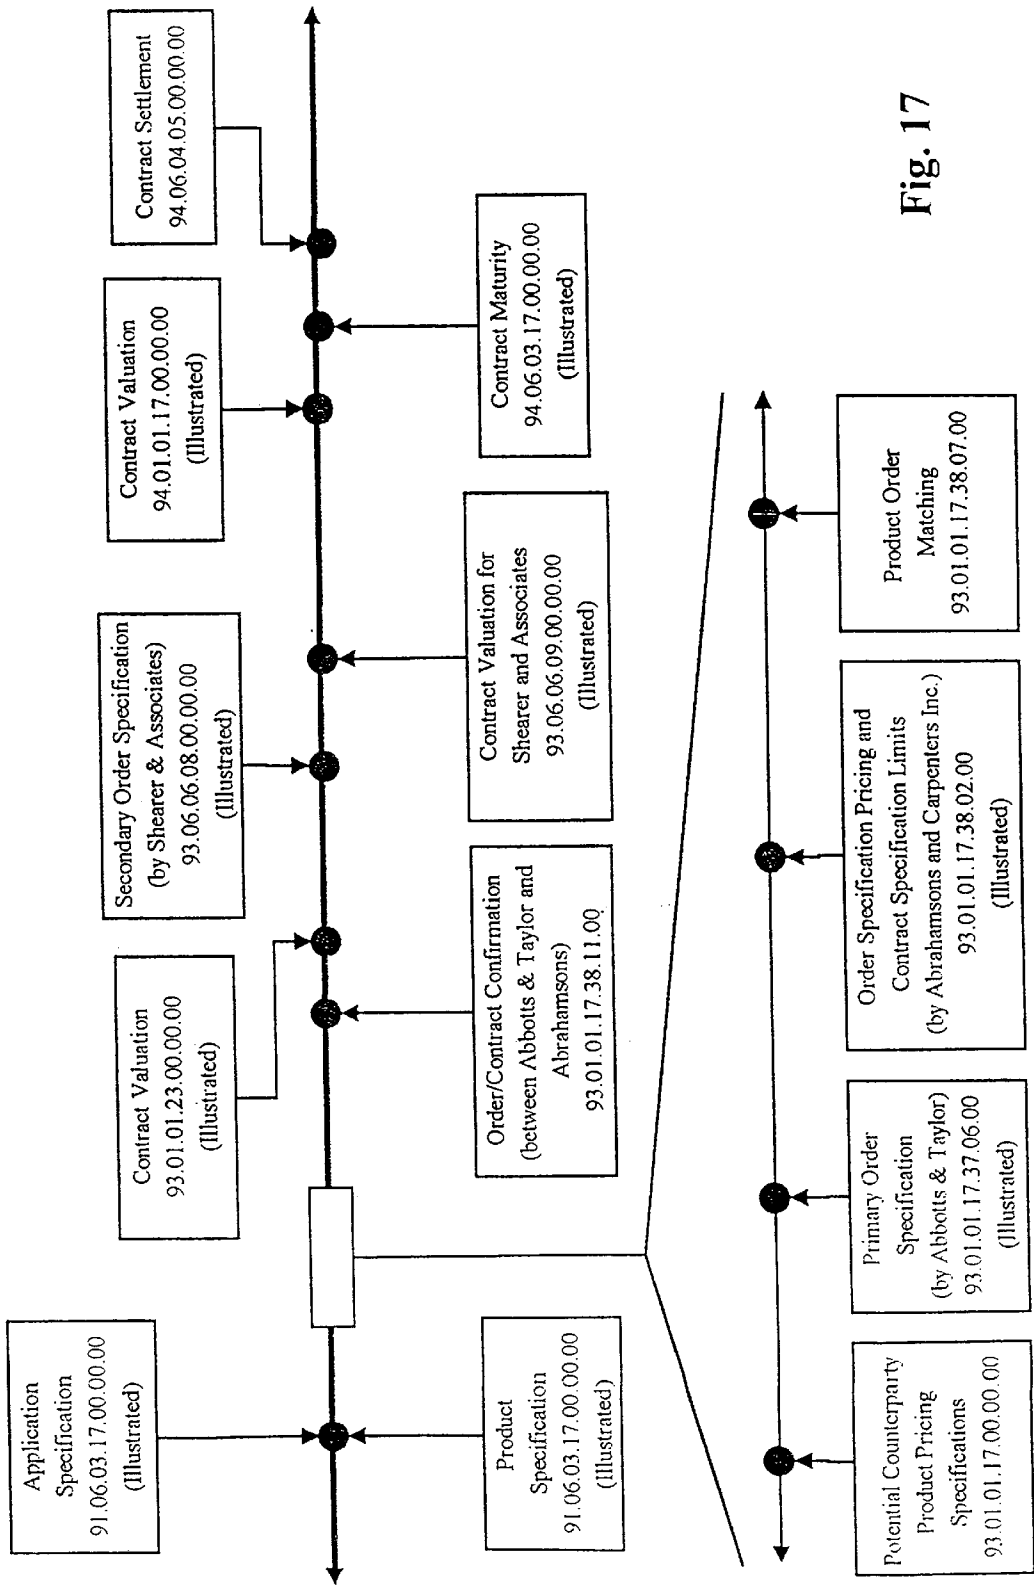 Application
Specification
91.06.03.17.00.00.00
(Illustrated)
Contract Valuation
93.01.01.23.00.00.00
(Illustrated)
Secondary Order Specification
(by Shearer & Associates)
93.06.06.08.00.00.00
(Illustrated)
Contract Valuation
94.01.01.17.00.00.00
(Illustrated)
Contract Settlement
94.06.04.05.00.00.00
Product
Specification
91.06.03.17.00.00.00
(Illustrated)
Order/Contract Confirmation
(between Abbotts & Taylor and
Abrahamsons)
93.01.01.17.38.11.00
Contract Valuation for
Shearer and Associates
93.06.06.09.00.00.00
(Illustrated)
Contract Maturity
94.06.03.17.00.00.00
(Illustrated)
Potential Counterparty
Product Pricing
Specifications
93.01.01.17.00.00.00
Primary Order
Specification
(by Abbotts & Taylor)
93.01.01.17.37.06.00
(Illustrated)
Order Specification Pricing and
Contract Specification Limits
(by Abrahamsons and Carpenters Inc.)
93.01.01.17.38.02.00
(Illustrated)
Product Order
Matching
93.01.01.17.38.07.00
Fig. 17